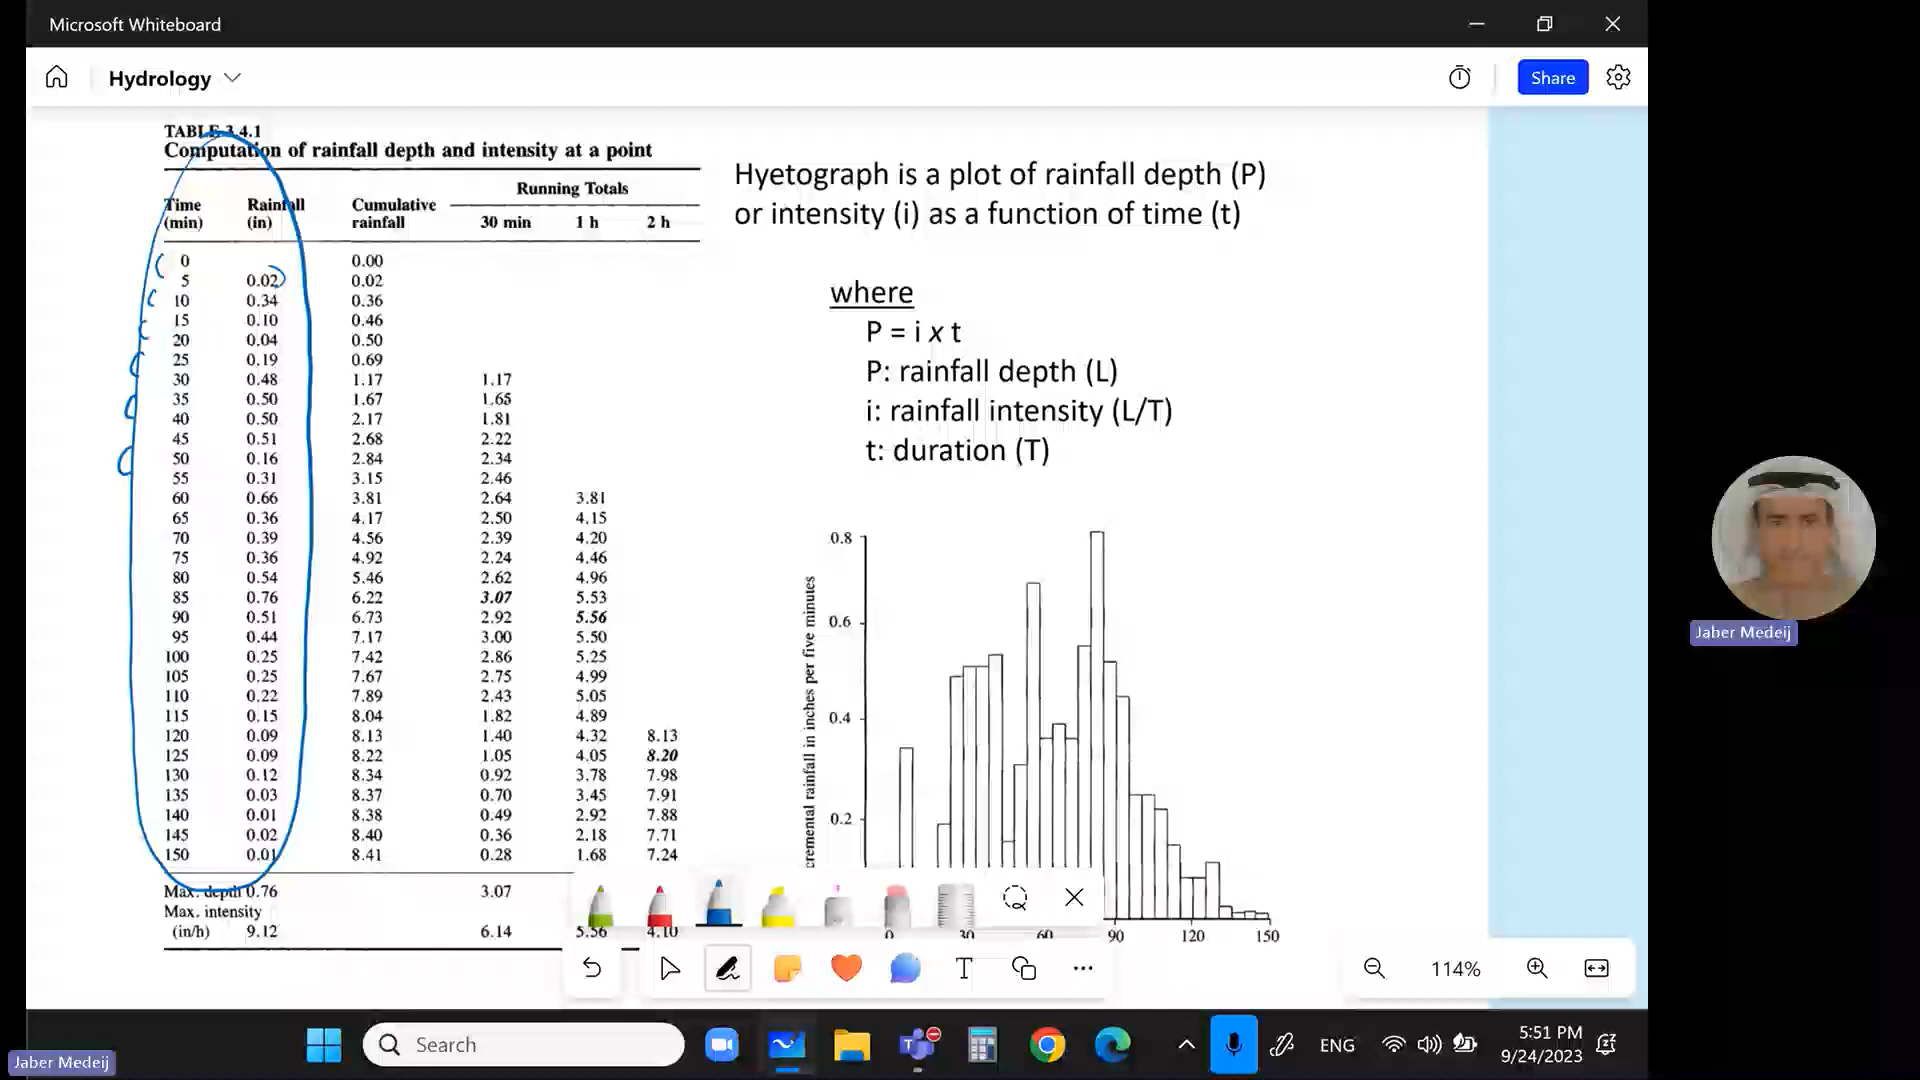 Microsoft Whiteboard
Hydrology
Share
TABLE 3.4.1
Computation of rainfall depth and intensity at a point
Running Totals
Time Rainfall Cumulative
(min) (in) rainfall 30 min 1 h 2 h
0 0.00
5 0.02 0.02
10 0.34 0.36
15 0.10 0.46
20 0.04 0.50
25 0.19 0.69
30 0.48 1.17 1.17
35 0.50 1.67 1.65
40 0.50 2.17 1.81
45 0.51 2.68 2.22
50 0.16 2.84 2.34
55 0.31 3.15 2.46
60 0.66 3.81 2.64 3.81
65 0.36 4.17 2.50 4.15
70 0.39 4.56 2.39 4.20
75 0.36 4.92 2.24 4.46
80 0.54 5.46 2.62 4.96
85 0.76 6.22 3.07 5.53
90 0.51 6.73 2.92 5.56
95 0.44 7.17 3.00 5.50
100 0.25 7.42 2.86 5.25
105 0.25 7.67 2.75 4.99
110 0.22 7.89 2.43 5.05
115 0.15 8.04 1.82 4.89
120 0.09 8.13 1.40 4.32 8.13
125 0.09 8.22 1.05 4.05 8.20
130 0.12 8.34 0.92 3.78 7.98
135 0.03 8.37 0.70 3.45 7.91
140 0.01 8.38 0.49 2.92 7.88
145 0.02 8.40 0.36 2.18 7.71
150 0.01 8.41 0.28 1.68 7.24
Max. depth 0.76 3.07
Max. intensity
(in/h) 9.12 6.14 5.56 4.10
Hyetograph is a plot of rainfall depth (P)
or intensity (i) as a function of time (t)
where
P = i x t
P: rainfall depth (L)
i: rainfall intensity (L/T)
t: duration (T)
0.8
0.6
0.4
0.2
cremental rainfall in inches per five minutes
0 30 60 90 120 150
114%
Jaber Medeij
Search
ENG
5:51 PM
9/24/2023
Jaber Medeij